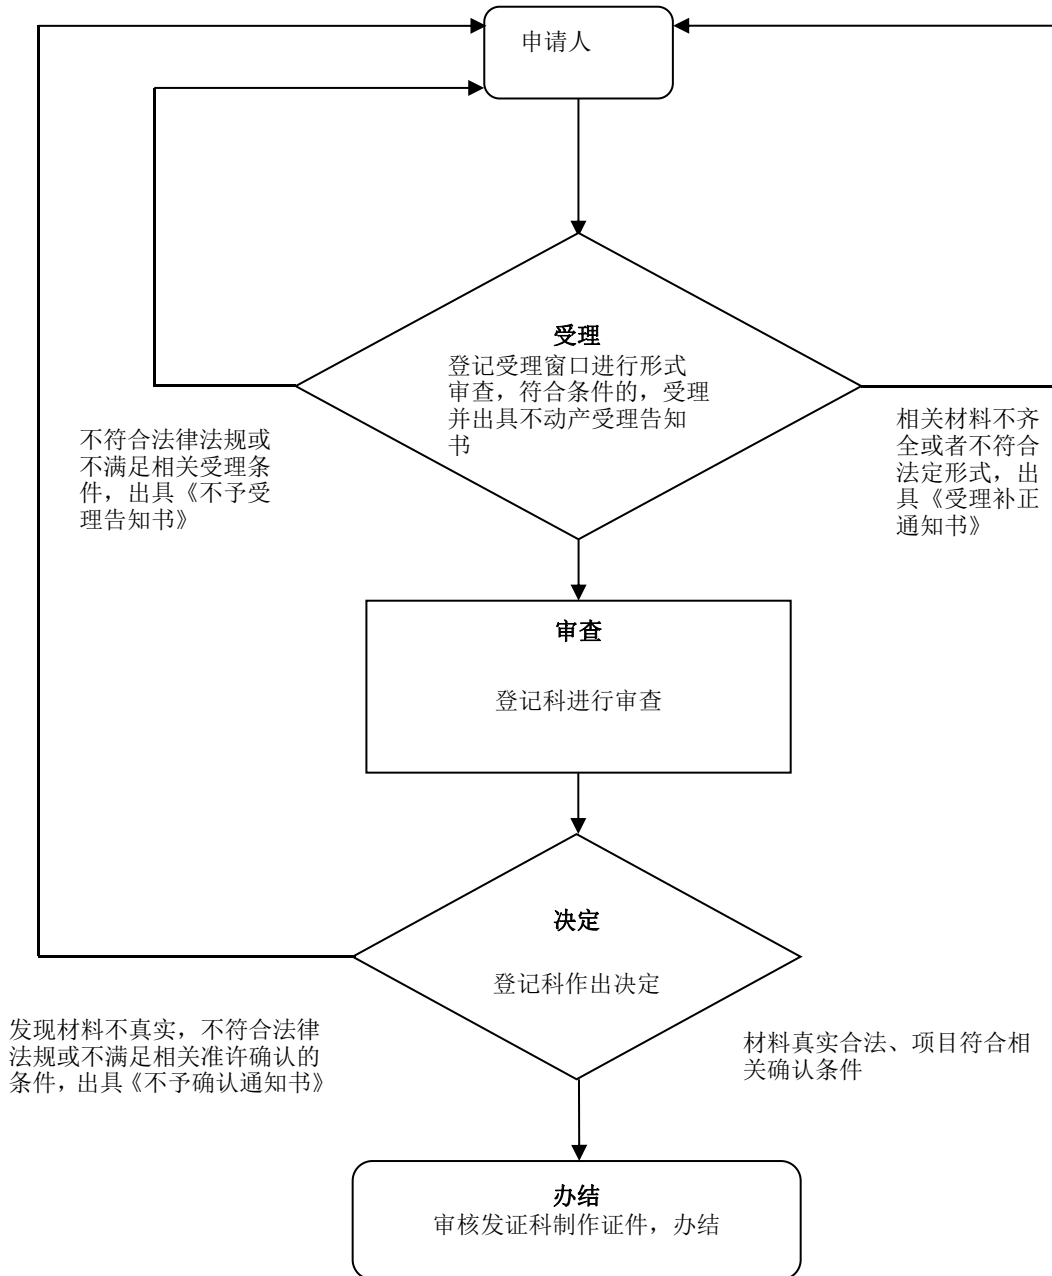 申请人
受理
登记受理窗口进行形式
审查，符合条件的，受理
并出具不动产受理告知
书
不符合法律法规或
不满足相关受理条
件，出具《不予受
理告知书》
相关材料不齐
全或者不符合
法定形式，出
具《受理补正
通知书》
审查
登记科进行审查
决定
登记科作出决定
发现材料不真实，不符合法律
法规或不满足相关准许确认的
条件，出具《不予确认通知书》
材料真实合法、项目符合相
关确认条件
办结
审核发证科制作证件，办结